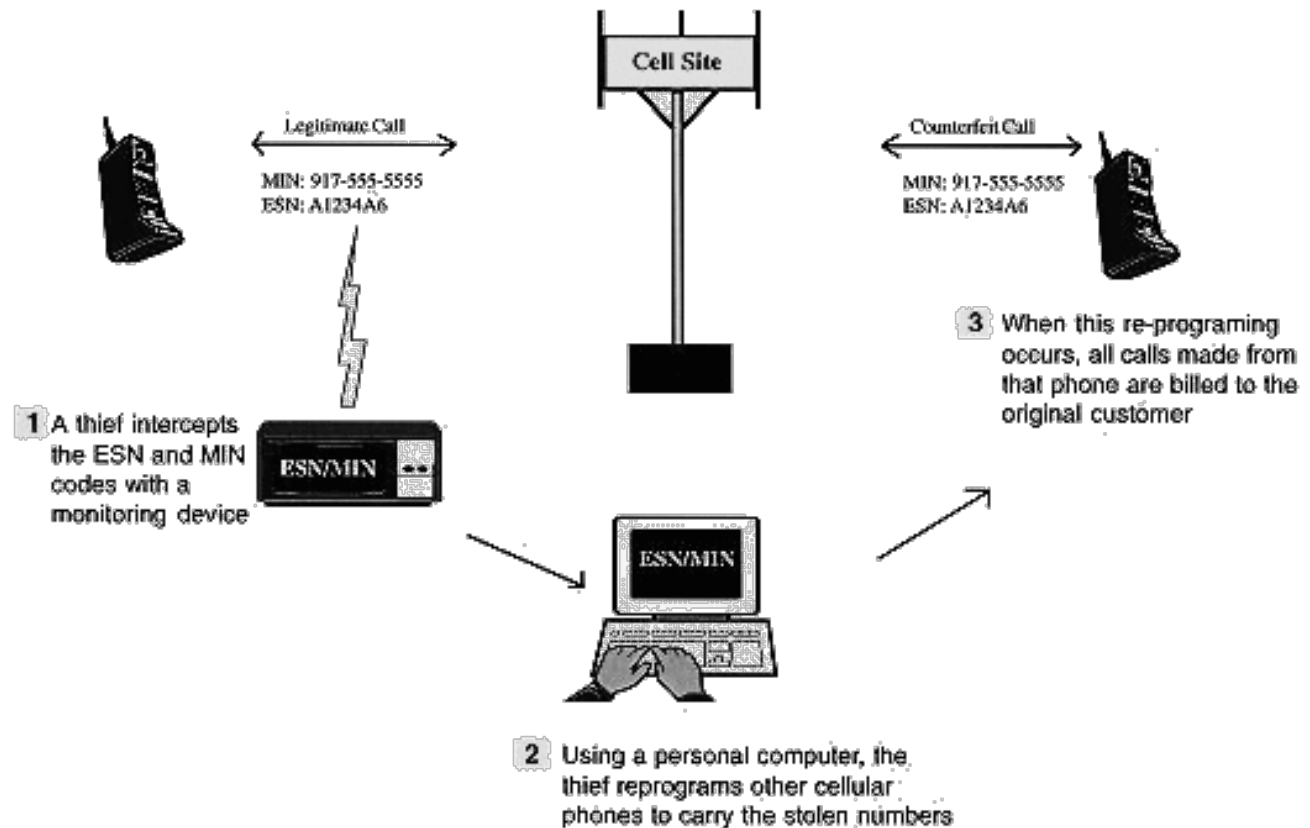 Cell Site
Legitimate Call
MIN: 917-555-5555
ESN: A1234A6
Counterfeit Call
MIN: 917-555-5555
ESN: A1234A6
1 A thief intercepts
the ESN and MIN
codes with a
monitoring device
ESN/MIN
ESN/MIN
2 Using a personal computer, the
thief reprograms other cellular
phones to carry the stolen numbers
3 When this re-programing
occurs, all calls made from
that phone are billed to the
original customer